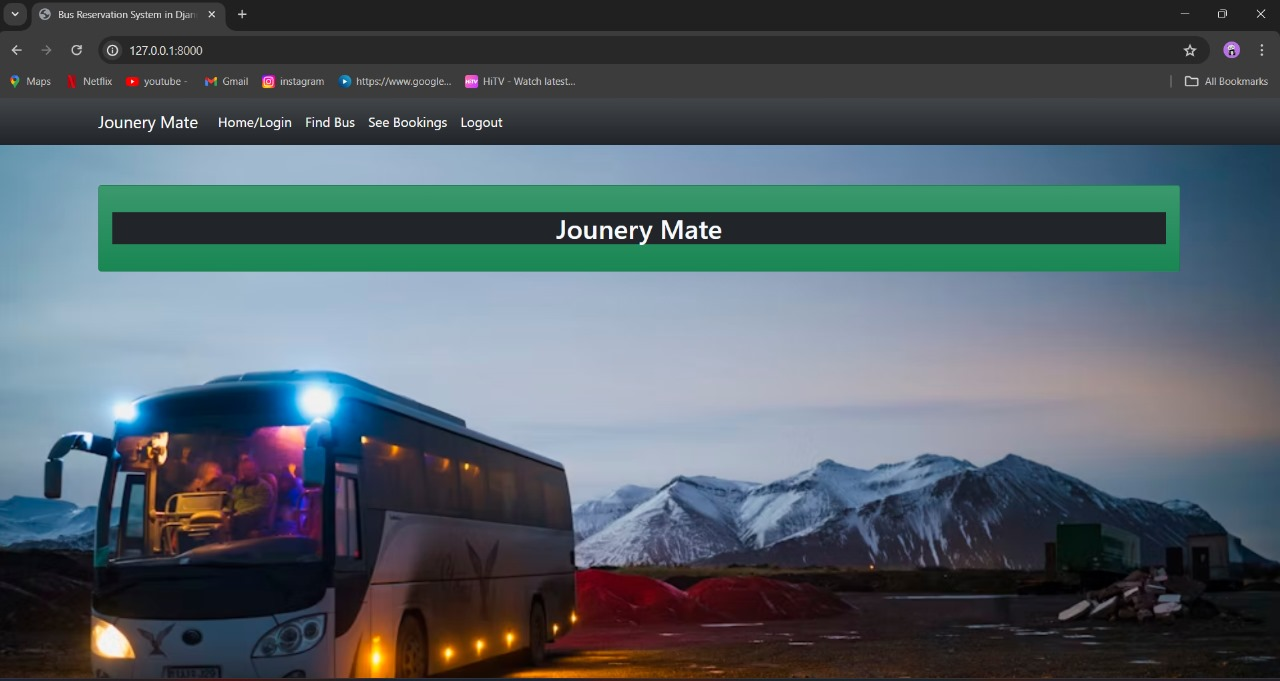 Bus Reservation System in Djan
127.0.0.1:8000
Maps
Netflix
youtube -
Gmail
instagram
https://www.google...
HiTV
HiTV - Watch latest...
All Bookmarks
Jounery Mate Home/Login Find Bus See Bookings Logout
Jounery Mate